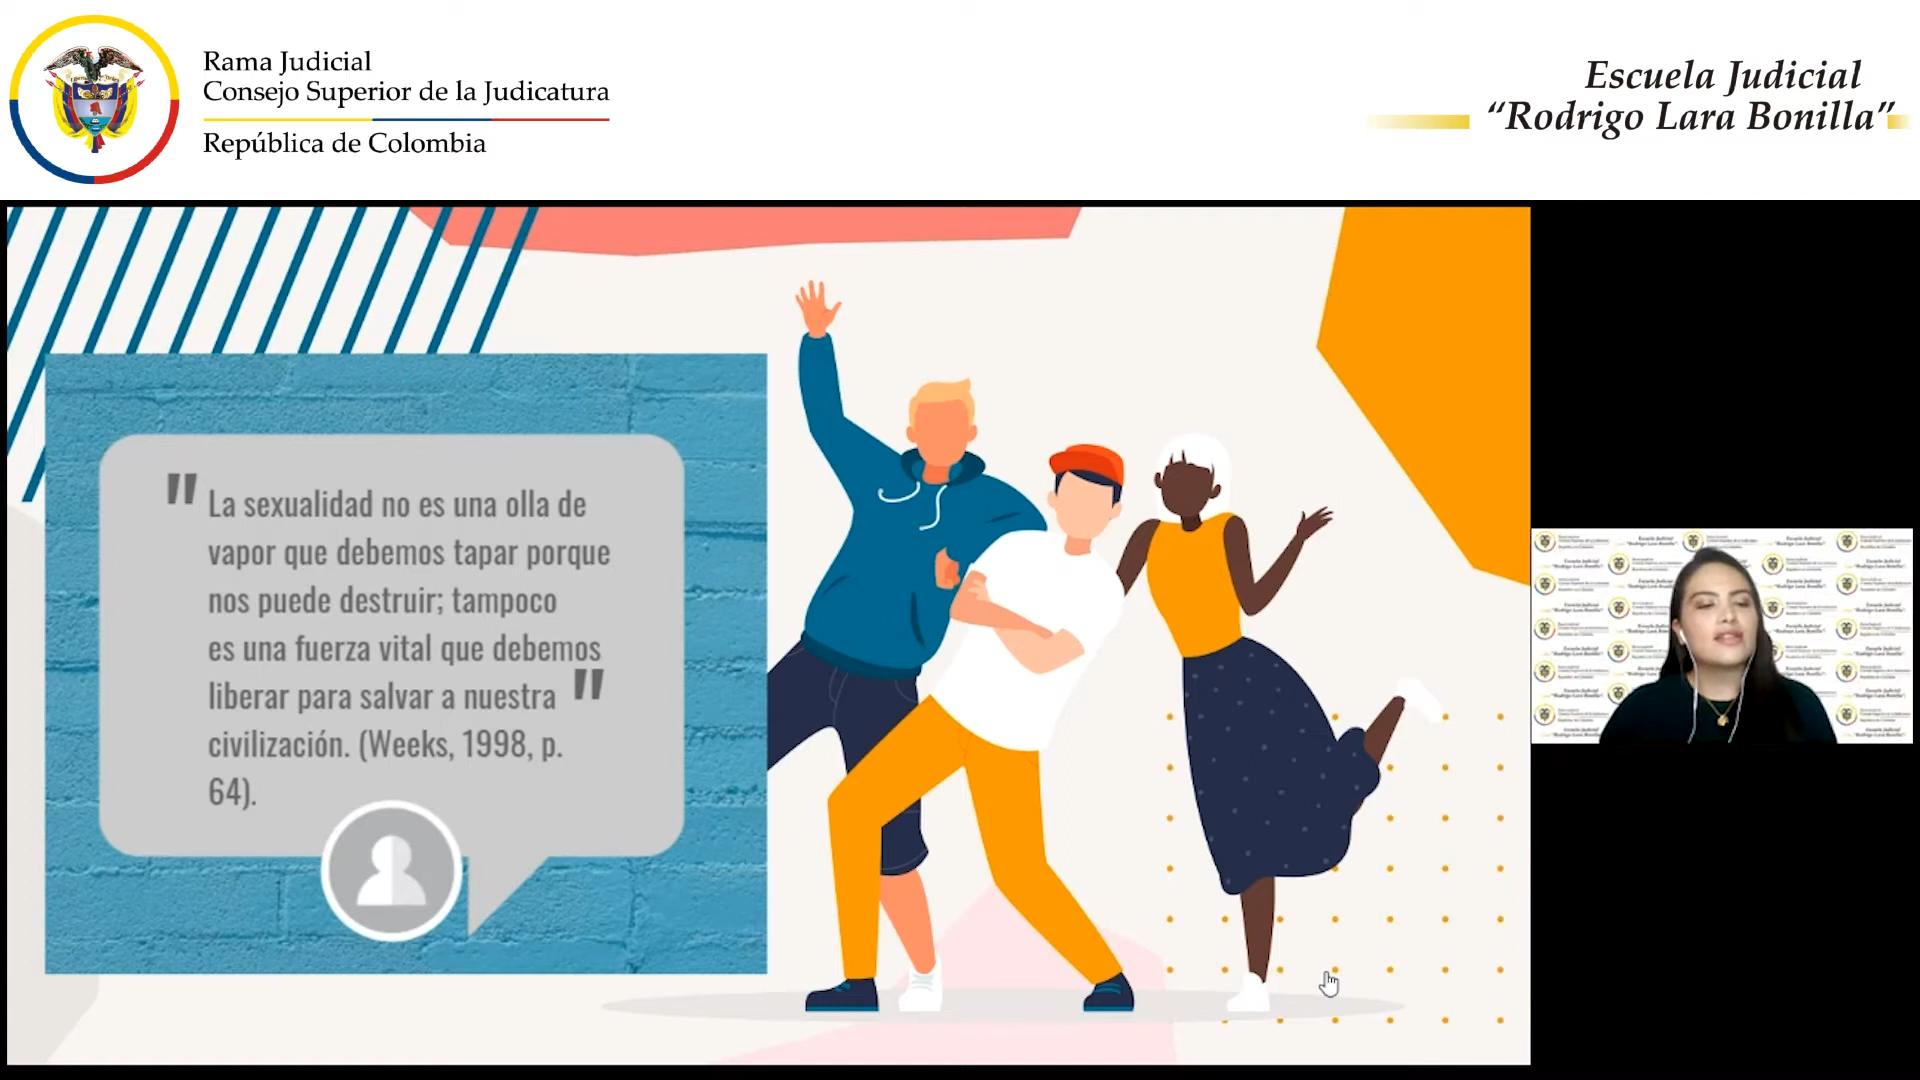 Rama Judicial
Consejo Superior de la Judicatura
República de Colombia
Escuela Judicial
“Rodrigo Lara Bonilla”
"La sexualidad no es una olla de
vapor que debemos tapar porque
nos puede destruir; tampoco
es una fuerza vital que debemos
liberar para salvar a nuestra "
civilización. (Weeks, 1998, p.
64).